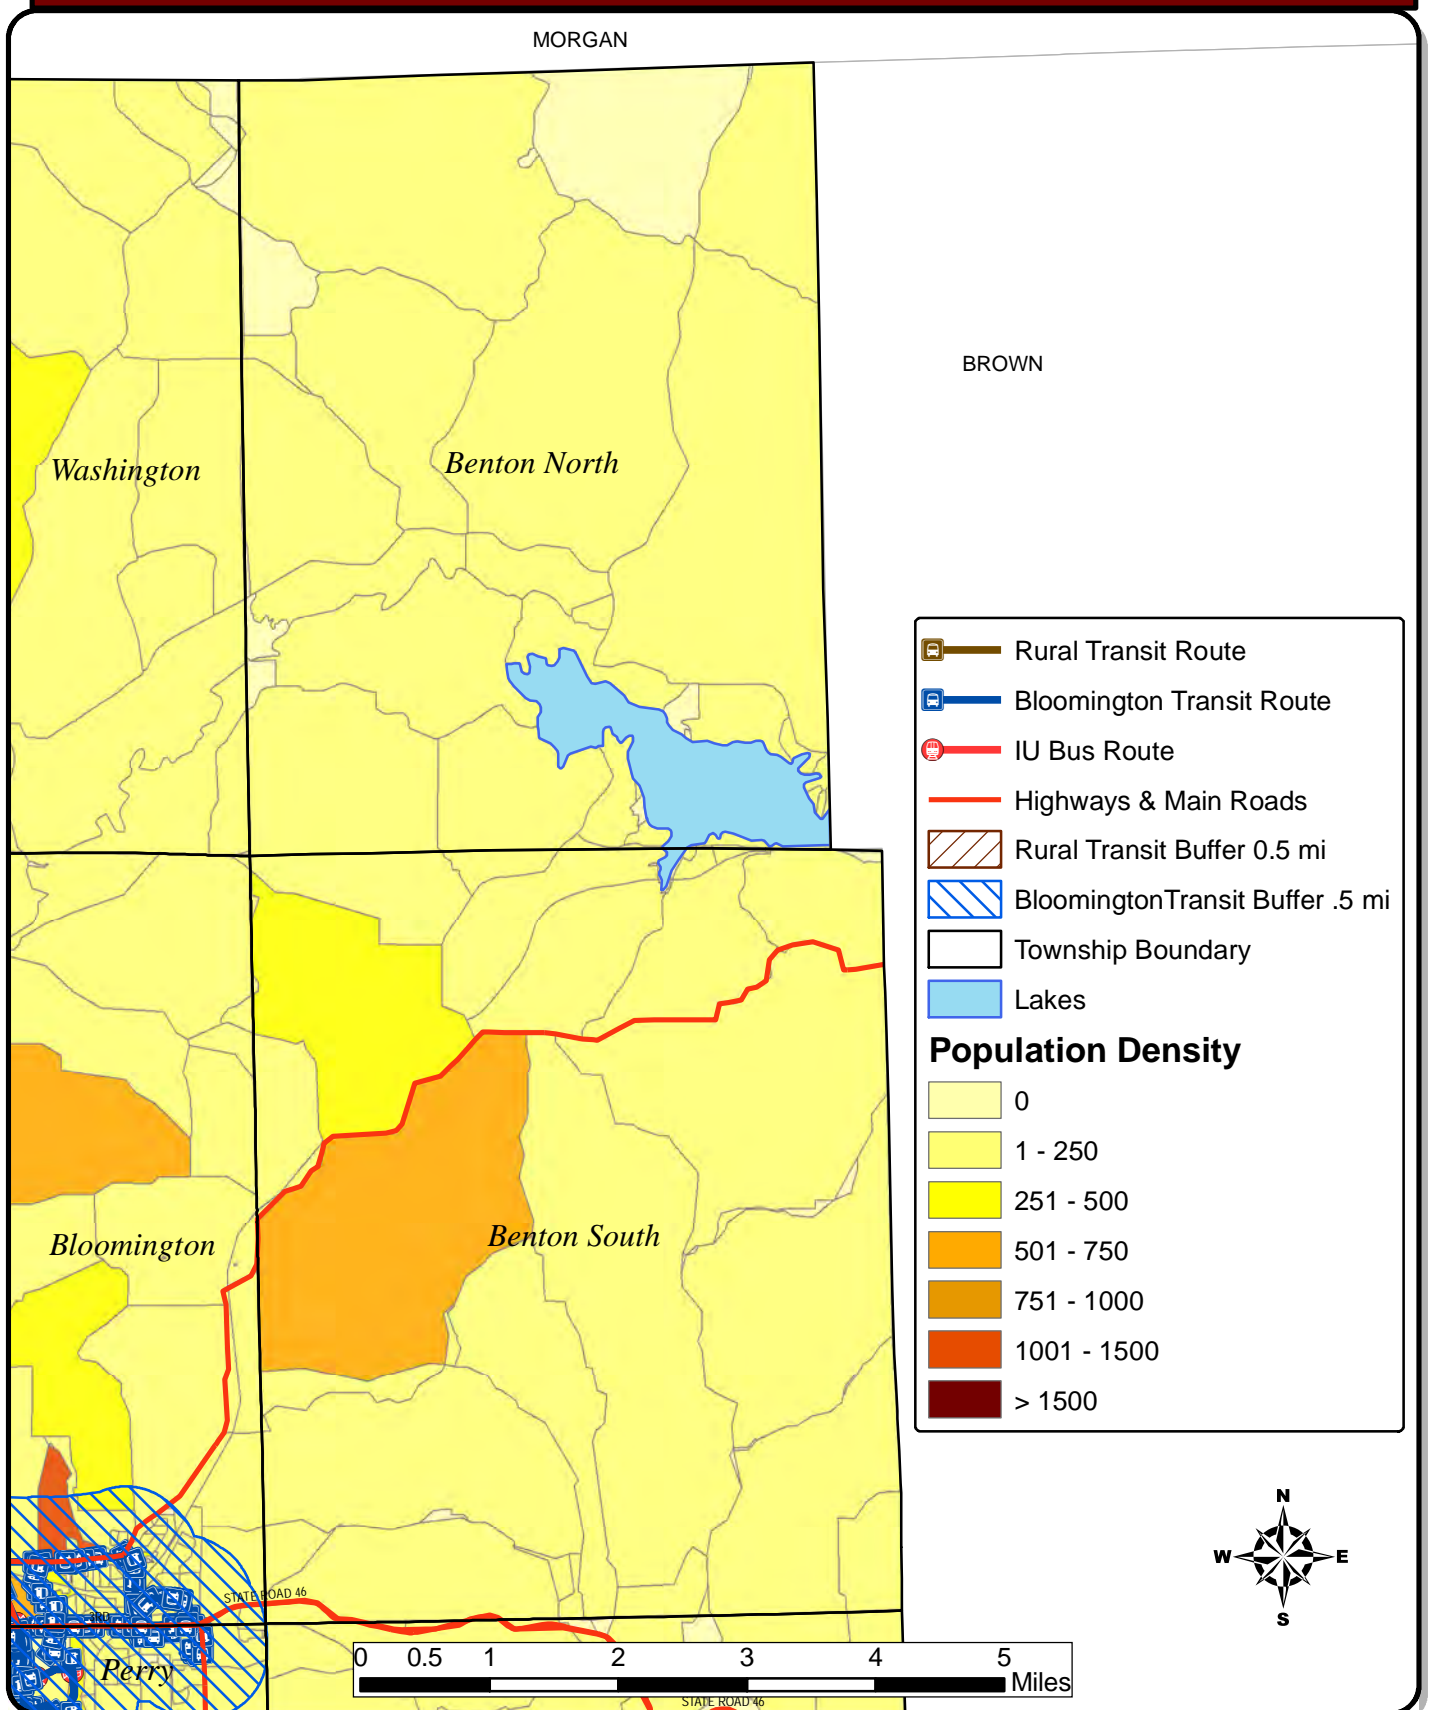 MORGAN
BROWN
Washington
Benton North
Rural Transit Route
Bloomington Transit Route
IU Bus Route
Highways & Main Roads
Rural Transit Buffer 0.5 mi
BloomingtonTransit Buffer .5 mi
Township Boundary
Lakes
Population Density
0
1 - 250
251 - 500
501 - 750
751 - 1000
1001 - 1500
> 1500
Bloomington
Benton South
N
W E
S
STATE ROAD 46
3RD
Perry
0 0.5 1 2 3 4 5
Miles
STATE ROAD 46